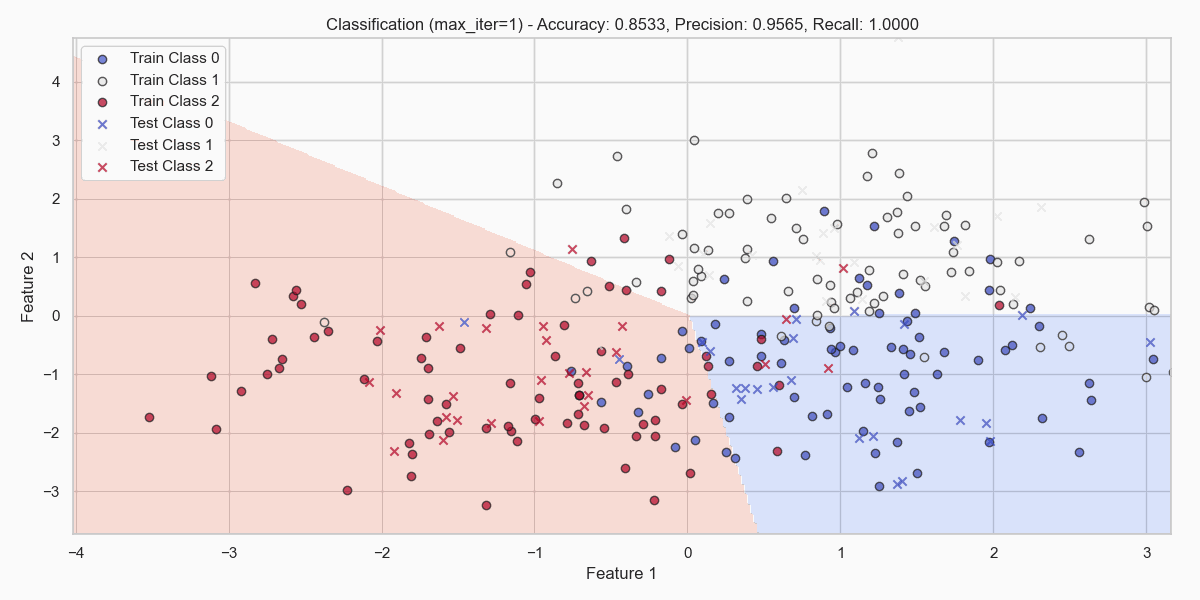 Classification (max_iter=1) - Accuracy: 0.8533, Precision: 0.9565, Recall: 1.0000
Train Class 0
Train Class 1
Train Class 2
Test Class 0
Test Class 1
Test Class 2
4
3
2
1
0
−1
−2
−3
Feature 2
−4 −3 −2 −1 0 1 2 3
Feature 1